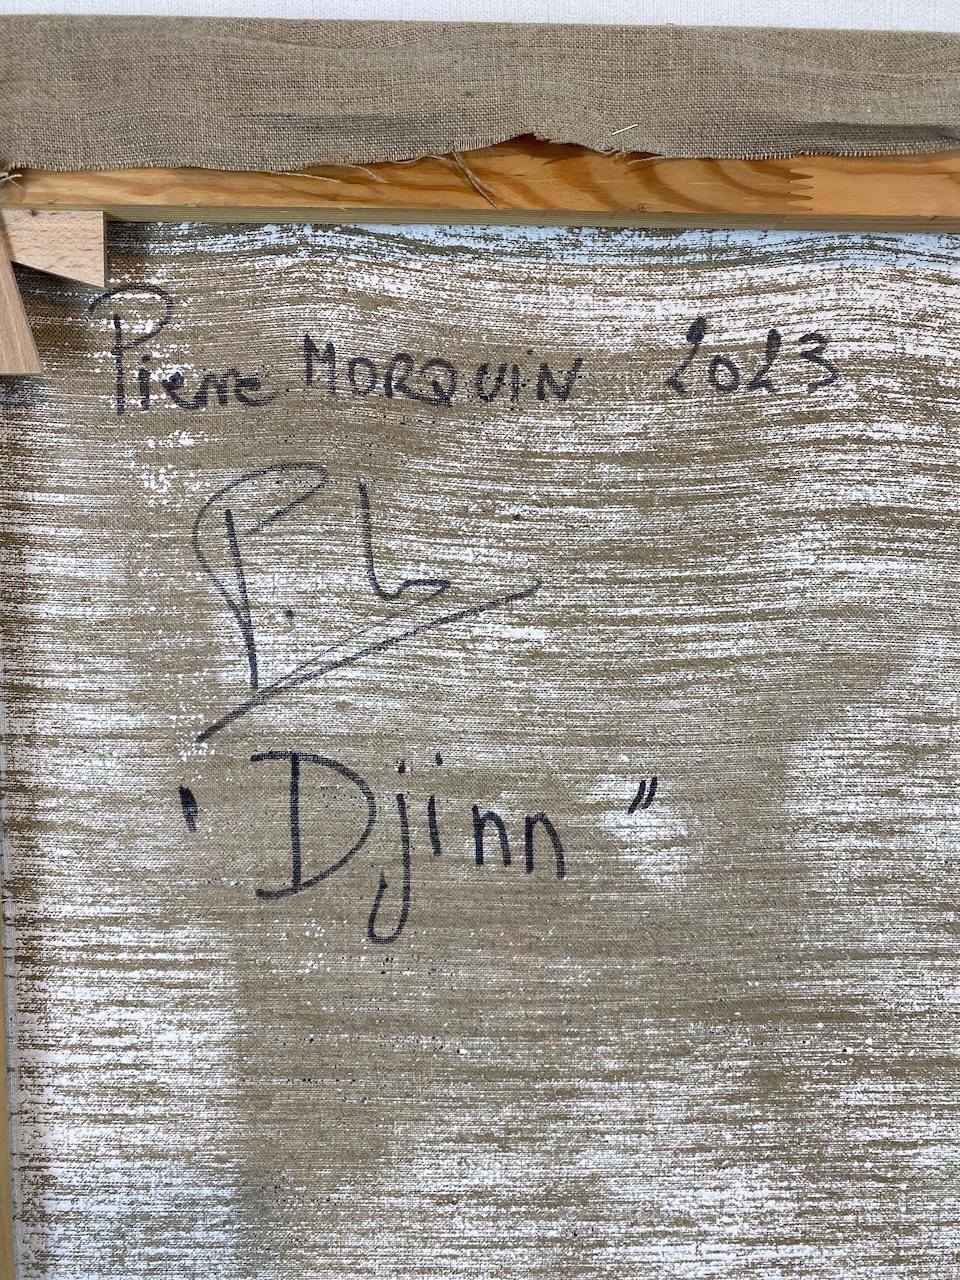 Pierre MORQUIN 2023
P. L
" Djinn "